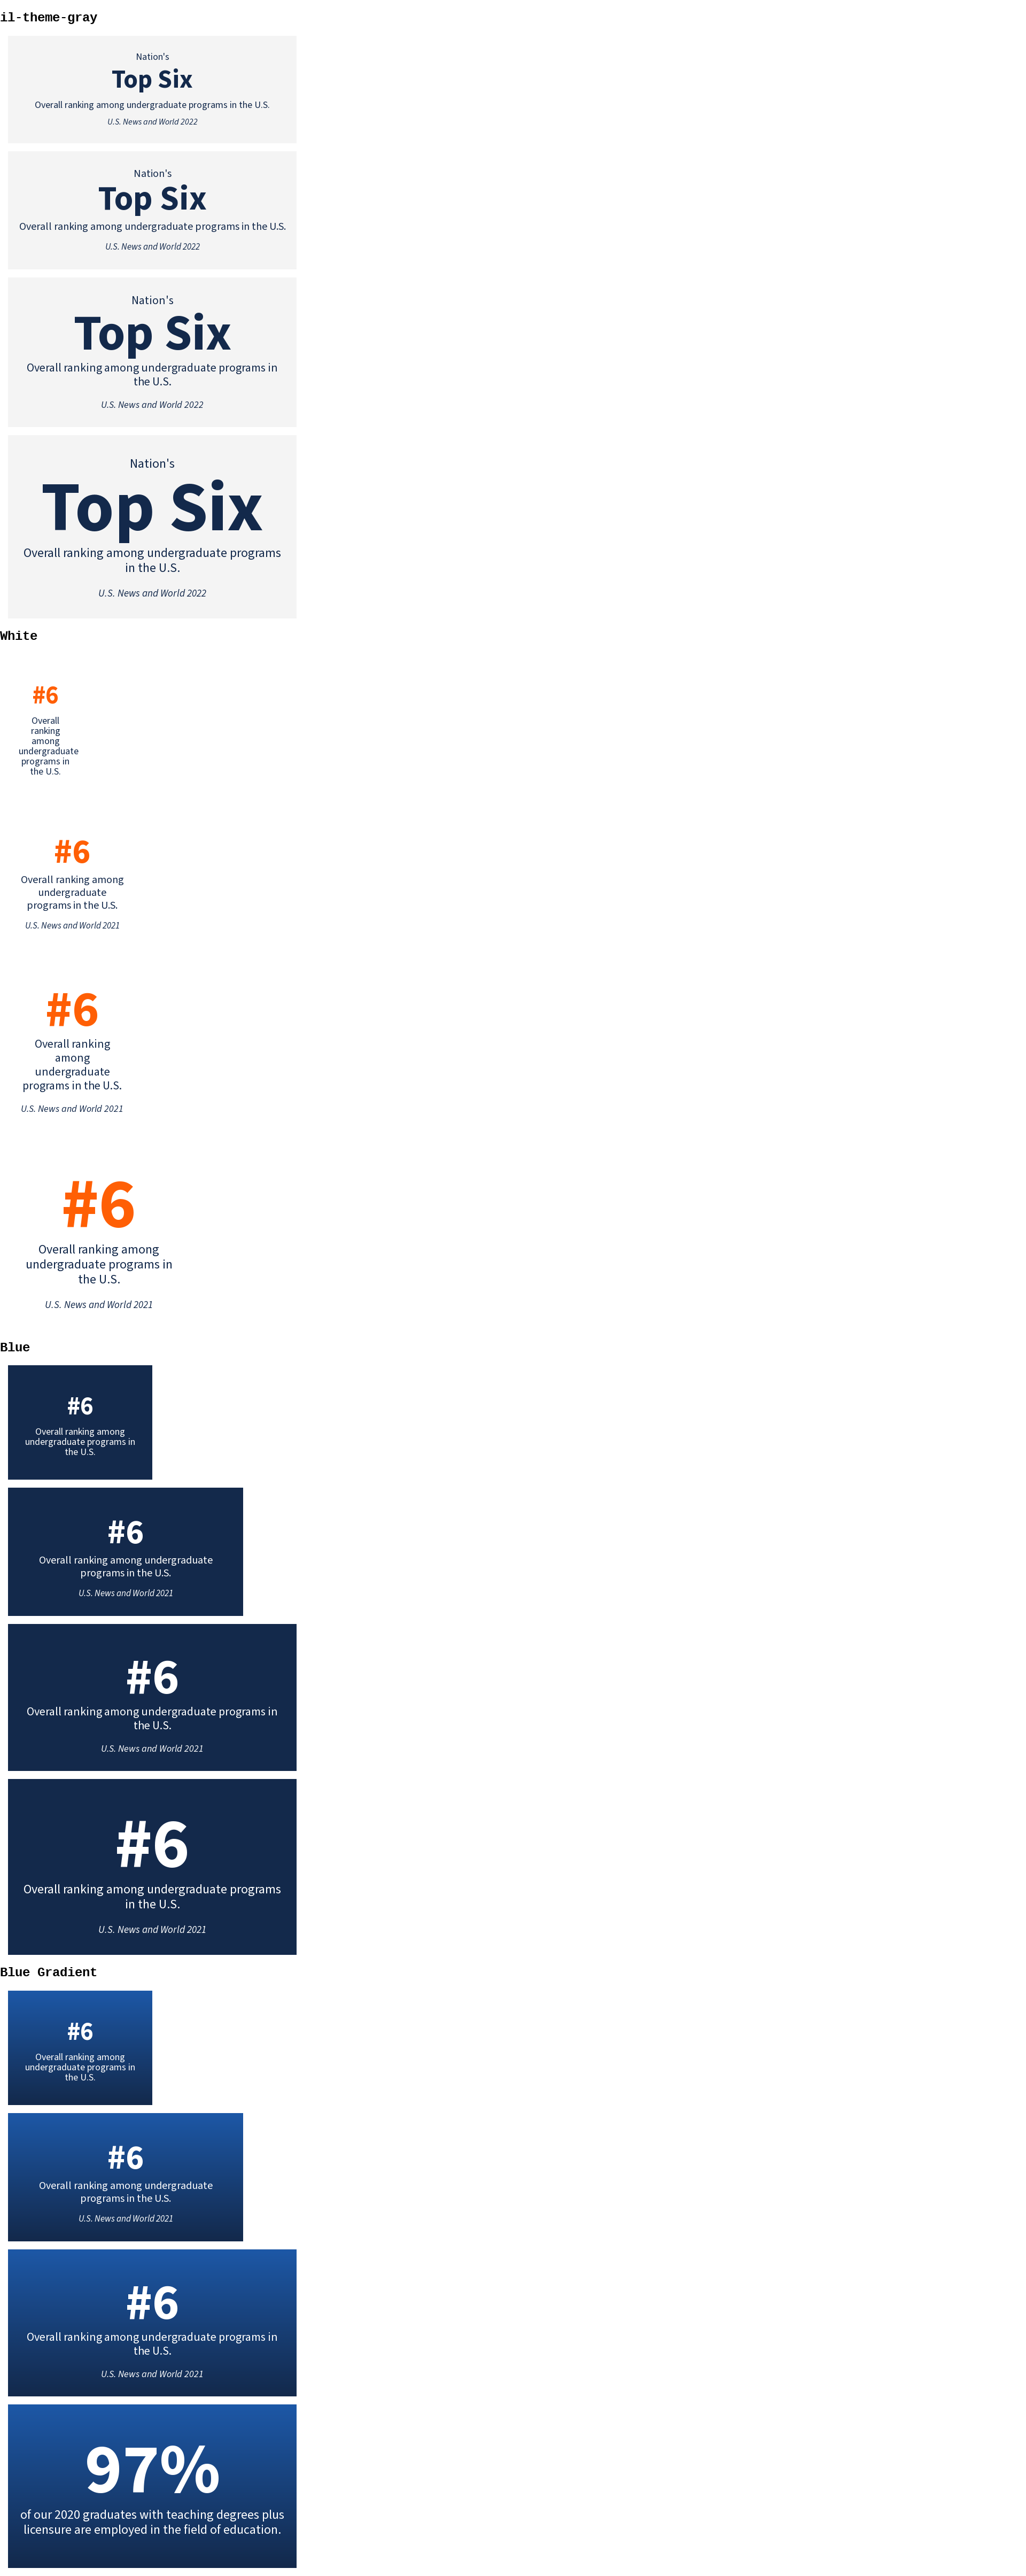 il-theme-gray
Nation's
Top Six
Overall ranking among undergraduate programs in the U.S.
U.S. News and World 2022
Nation's
Top Six
Overall ranking among undergraduate programs in the U.S.
U.S. News and World 2022
Nation's
Top Six
Overall ranking among undergraduate programs in
the U.S.
U.S. News and World 2022
Nation's
Top Six
Overall ranking among undergraduate programs
in the U.S.
U.S. News and World 2022
White
#6
Overall
ranking
among
undergraduate
programs in
the U.S.
#6
Overall ranking among
undergraduate
programs in the U.S.
U.S. News and World 2021
#6
Overall ranking
among
undergraduate
programs in the U.S.
U.S. News and World 2021
#6
Overall ranking among
undergraduate programs in
the U.S.
U.S. News and World 2021
Blue
#6
Overall ranking among
undergraduate programs in
the U.S.
#6
Overall ranking among undergraduate
programs in the U.S.
U.S. News and World 2021
#6
Overall ranking among undergraduate programs in
the U.S.
U.S. News and World 2021
#6
Overall ranking among undergraduate programs
in the U.S.
U.S. News and World 2021
Blue Gradient
#6
Overall ranking among
undergraduate programs in
the U.S.
#6
Overall ranking among undergraduate
programs in the U.S.
U.S. News and World 2021
#6
Overall ranking among undergraduate programs in
the U.S.
U.S. News and World 2021
97%
of our 2020 graduates with teaching degrees plus
licensure are employed in the field of education.